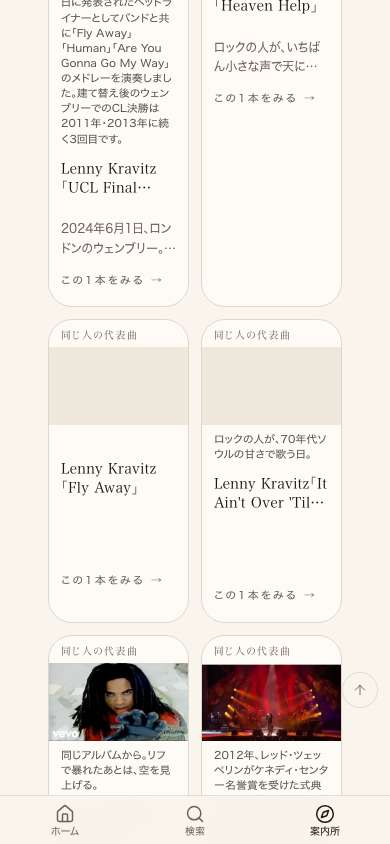 日に発表されたヘッドラ
イナーとしてバンドと共
に「Fly Away」
「Human」「Are You
Gonna Go My Way」
のメドレーを演奏しまし
た。建て替え後のウェン
ブリーでのCL決勝は
2011年・2013年に続
く3回目です。
Lenny Kravitz
「UCL Final…
2024年6月1日、ロン
ドンのウェンブリー。…
この1本をみる →
「Heaven Help」
ロックの人が、いちば
ん小さな声で天に…
この1本をみる →
同じ人の代表曲
Lenny Kravitz
「Fly Away」
この1本をみる →
同じ人の代表曲
ロックの人が、70年代ソ
ウルの甘さで歌う日。
Lenny Kravitz「It
Ain't Over 'Til…
この1本をみる →
同じ人の代表曲
vevo
同じアルバムから。リフ
で暴れたあとは、空を見
上げる。
同じ人の代表曲
2012年、レッド・ツェッ
ペリンがケネディ・センタ
ー名誉賞を受けた式典
ホーム
検索
案内所